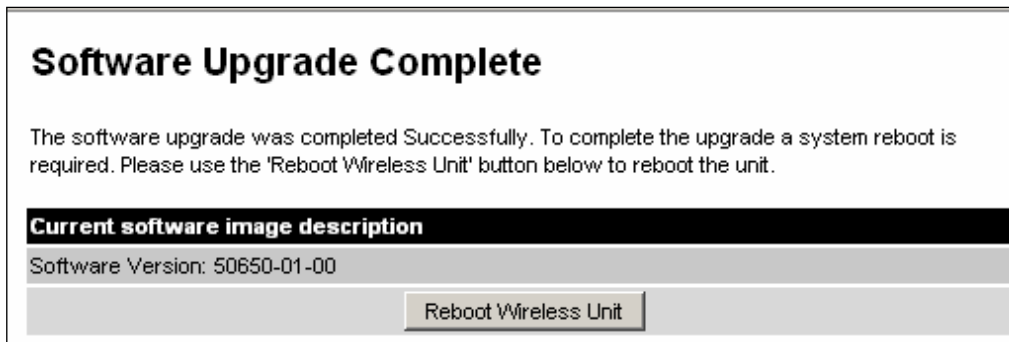 Software Upgrade Complete
The software upgrade was completed Successfully. To complete the upgrade a system reboot is
required. Please use the 'Reboot Wireless Unit' button below to reboot the unit.
Current software image description
Software Version: 50650-01-00
Reboot Wireless Unit